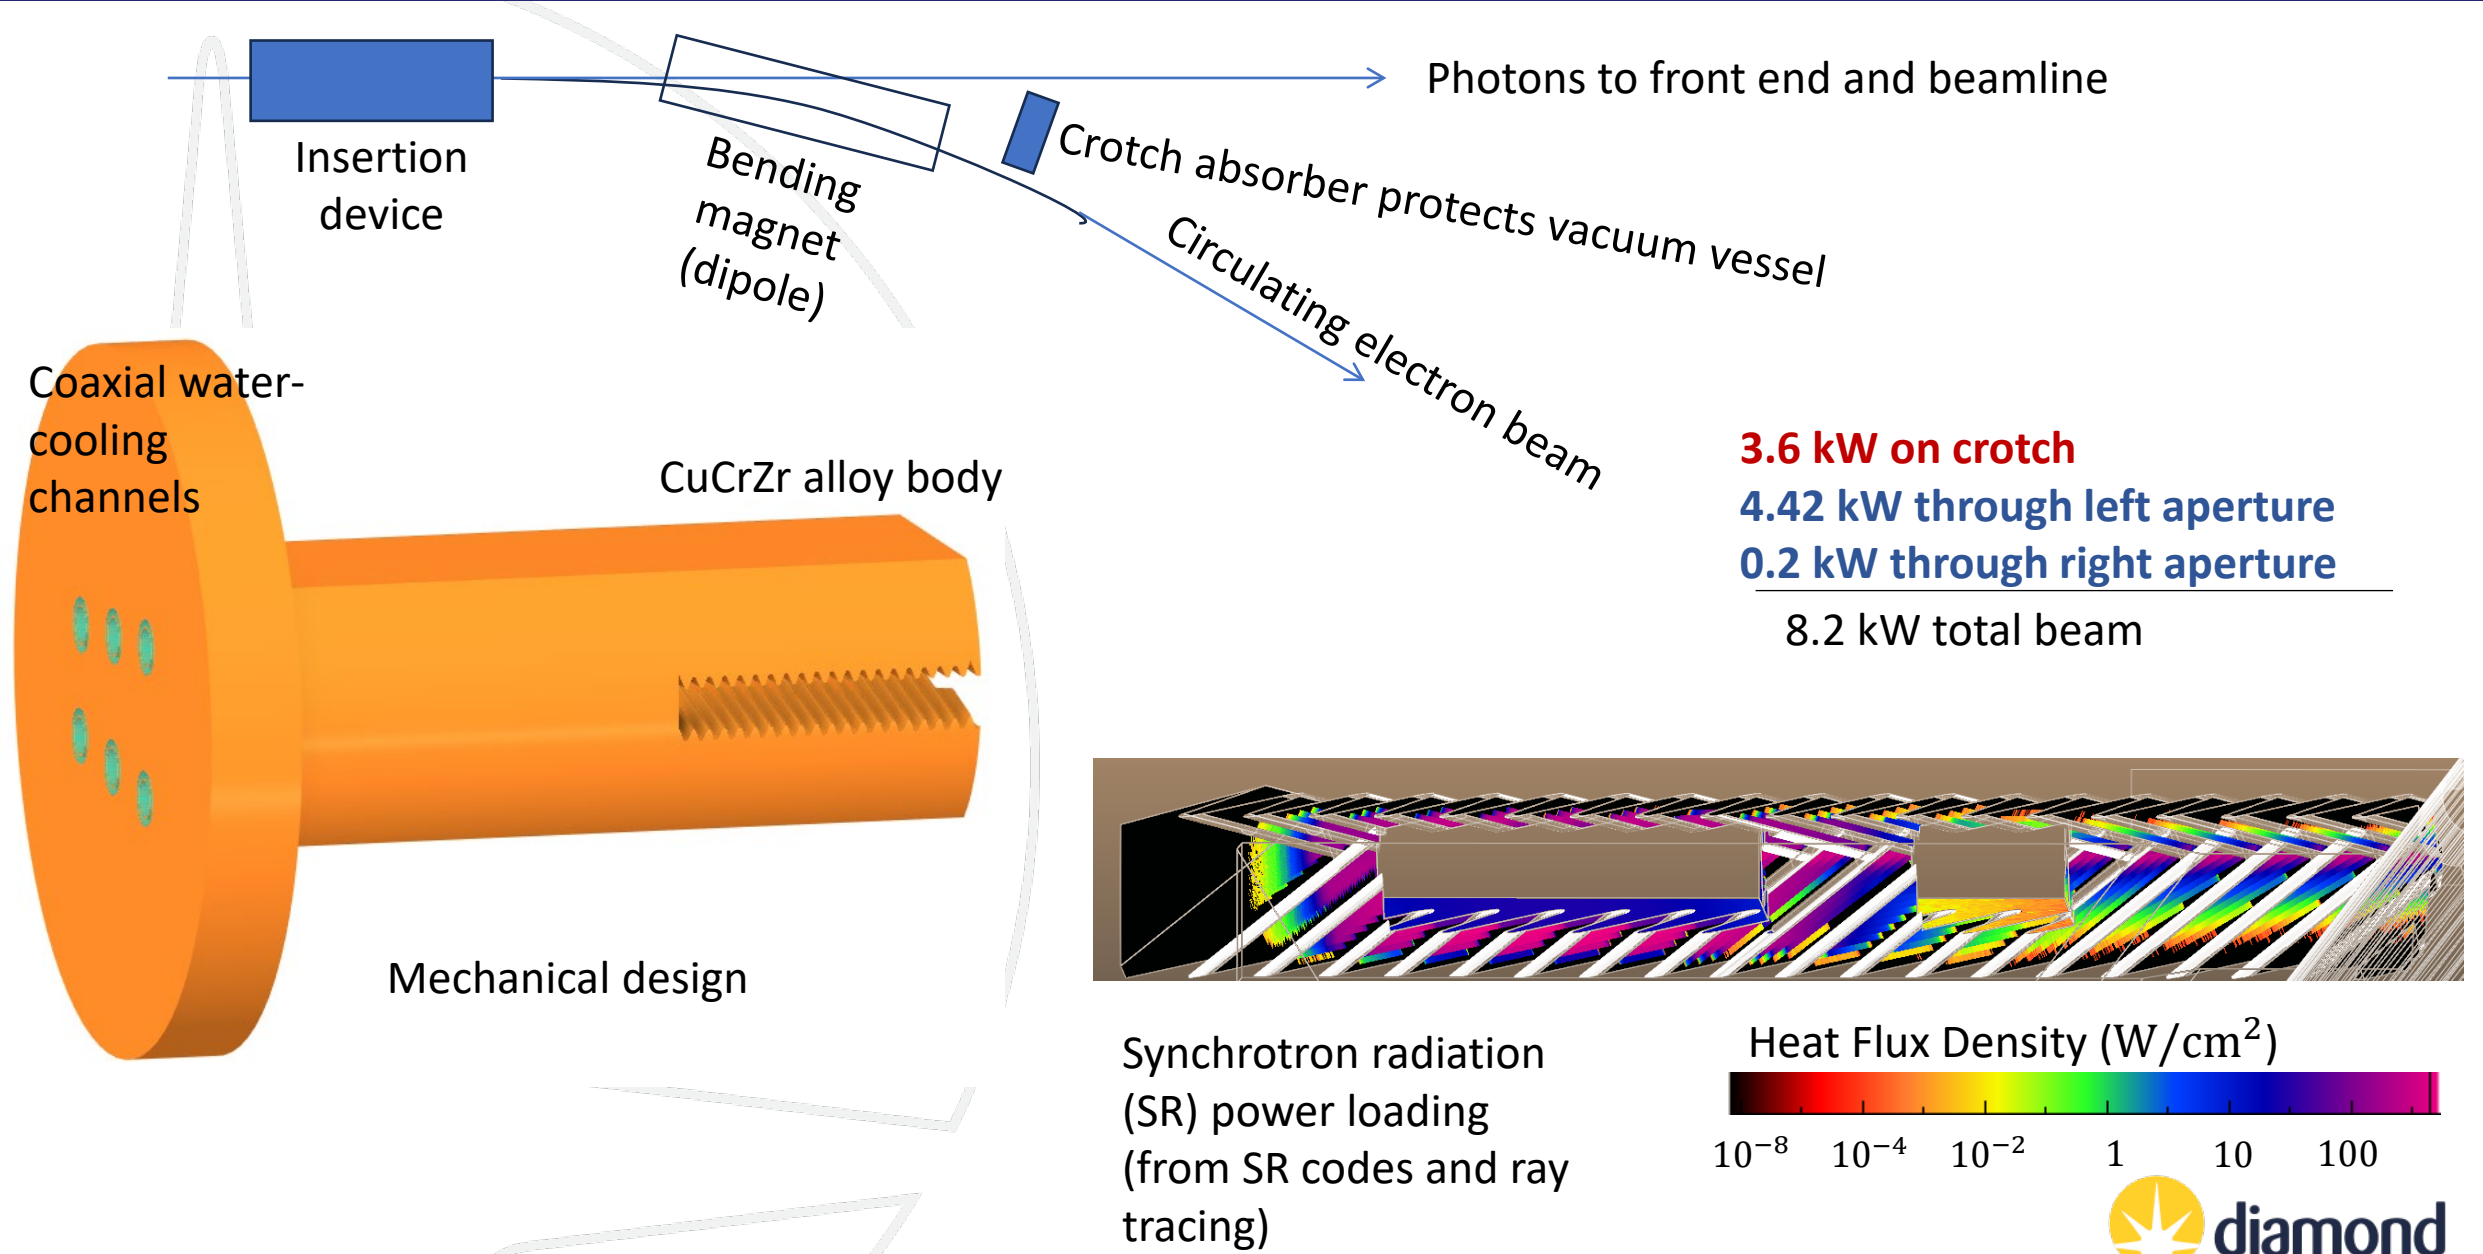 Photons to front end and beamline
Insertion
device
Bending
magnet
(dipole)
Crotch absorber protects vacuum vessel
Circulating electron beam
Coaxial water-
cooling
channels
CuCrZr alloy body
3.6 kW on crotch
4.42 kW through left aperture
0.2 kW through right aperture
8.2 kW total beam
Mechanical design
Synchrotron radiation
(SR) power loading
(from SR codes and ray
tracing)
Heat Flux Density (W/cm²)
10⁻⁸ 10⁻⁴ 10⁻² 1 10 100
diamond